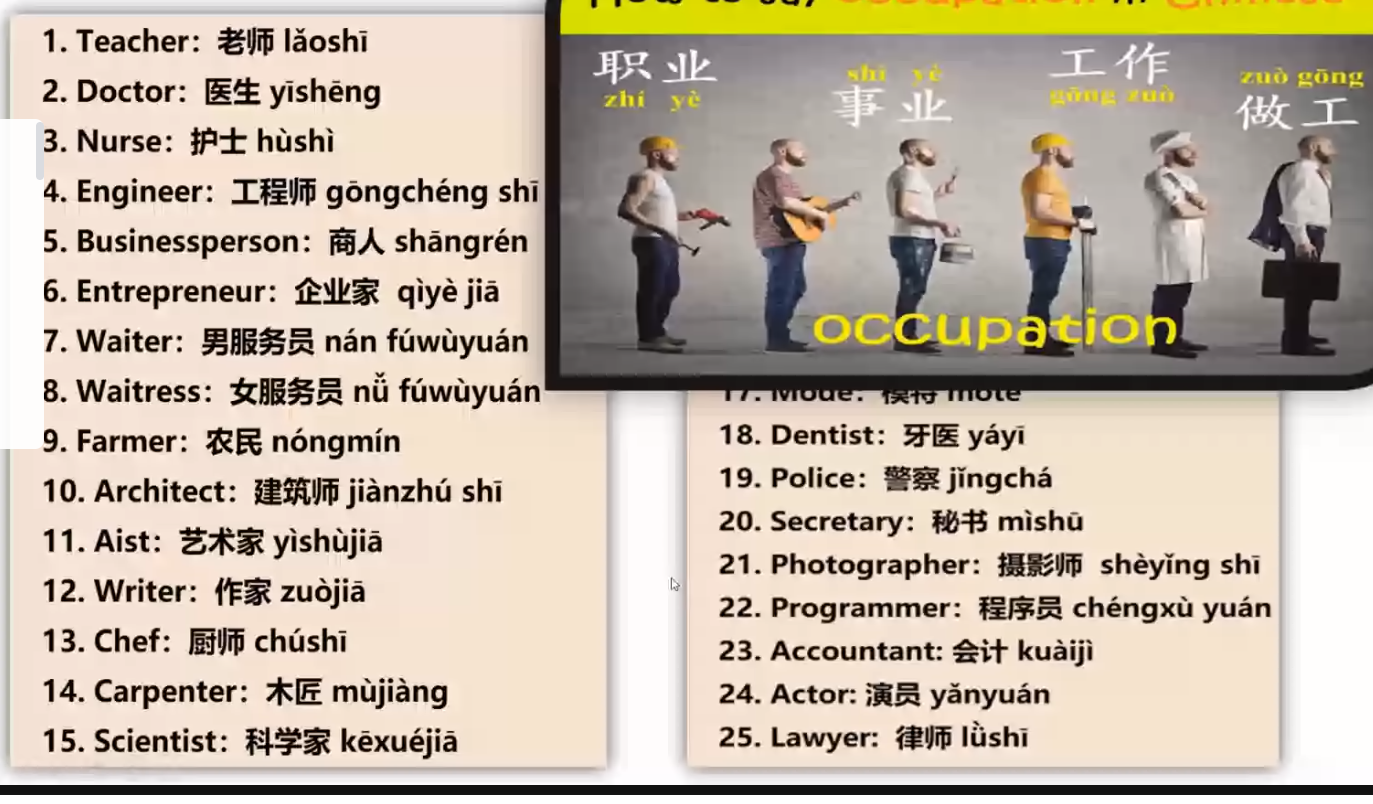 1. Teacher：老师 lǎoshī
2. Doctor：医生 yīshēng
3. Nurse：护士 hùshì
4. Engineer：工程师 gōngchéng shī
5. Businessperson：商人 shāngrén
6. Entrepreneur：企业家 qìyè jiā
7. Waiter：男服务员 nán fúwùyuán
8. Waitress：女服务员 nǚ fúwùyuán
9. Farmer：农民 nóngmín
10. Architect：建筑师 jiànzhú shī
11. Aist：艺术家 yìshùjiā
12. Writer：作家 zuòjiā
13. Chef：厨师 chúshī
14. Carpenter：木匠 mùjiàng
15. Scientist：科学家 kēxuéjiā
职业
zhí yè
shì yè
事业
工作
gōng zuò
zuò gōng
做工
occupation
17. Mode：模特 mótè
18. Dentist：牙医 yáyī
19. Police：警察 jǐngchá
20. Secretary：秘书 mìshū
21. Photographer：摄影师 shèyǐng shī
22. Programmer：程序员 chéngxù yuán
23. Accountant: 会计 kuàijì
24. Actor: 演员 yǎnyuán
25. Lawyer: 律师 lǜshī